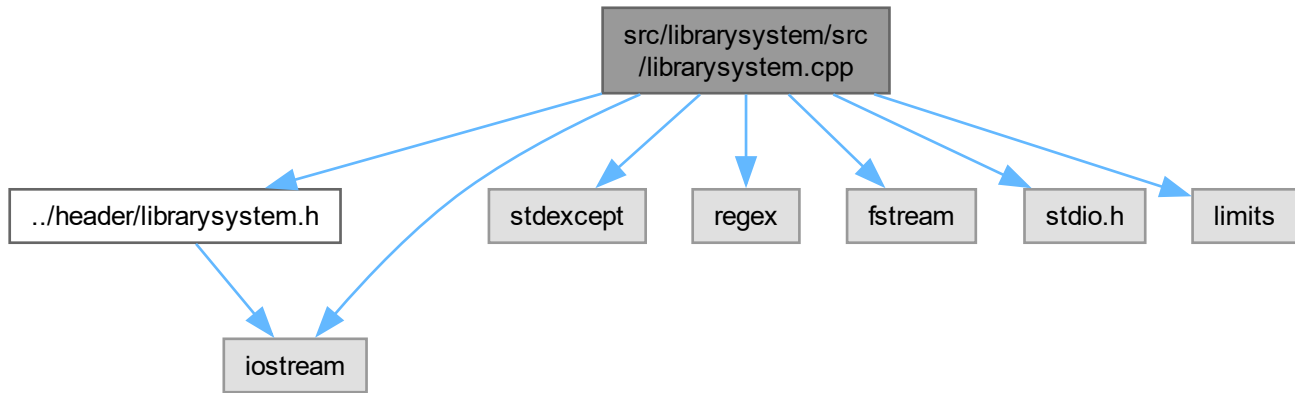 src/librarysystem/src
/librarysystem.cpp
../header/librarysystem.h
stdexcept
regex
fstream
stdio.h
limits
iostream